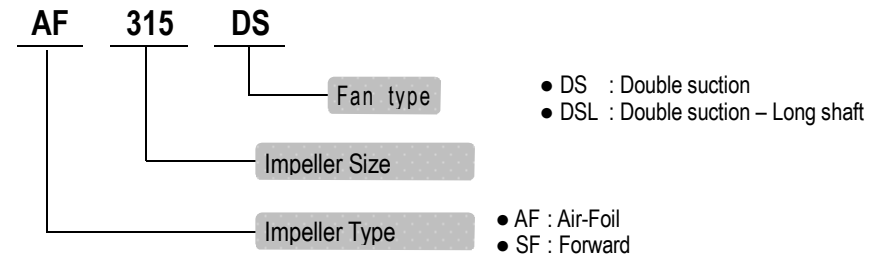 AF 315 DS
Fan type
● DS : Double suction
● DSL : Double suction – Long shaft
Impeller Size
Impeller Type
● AF : Air-Foil
● SF : Forward